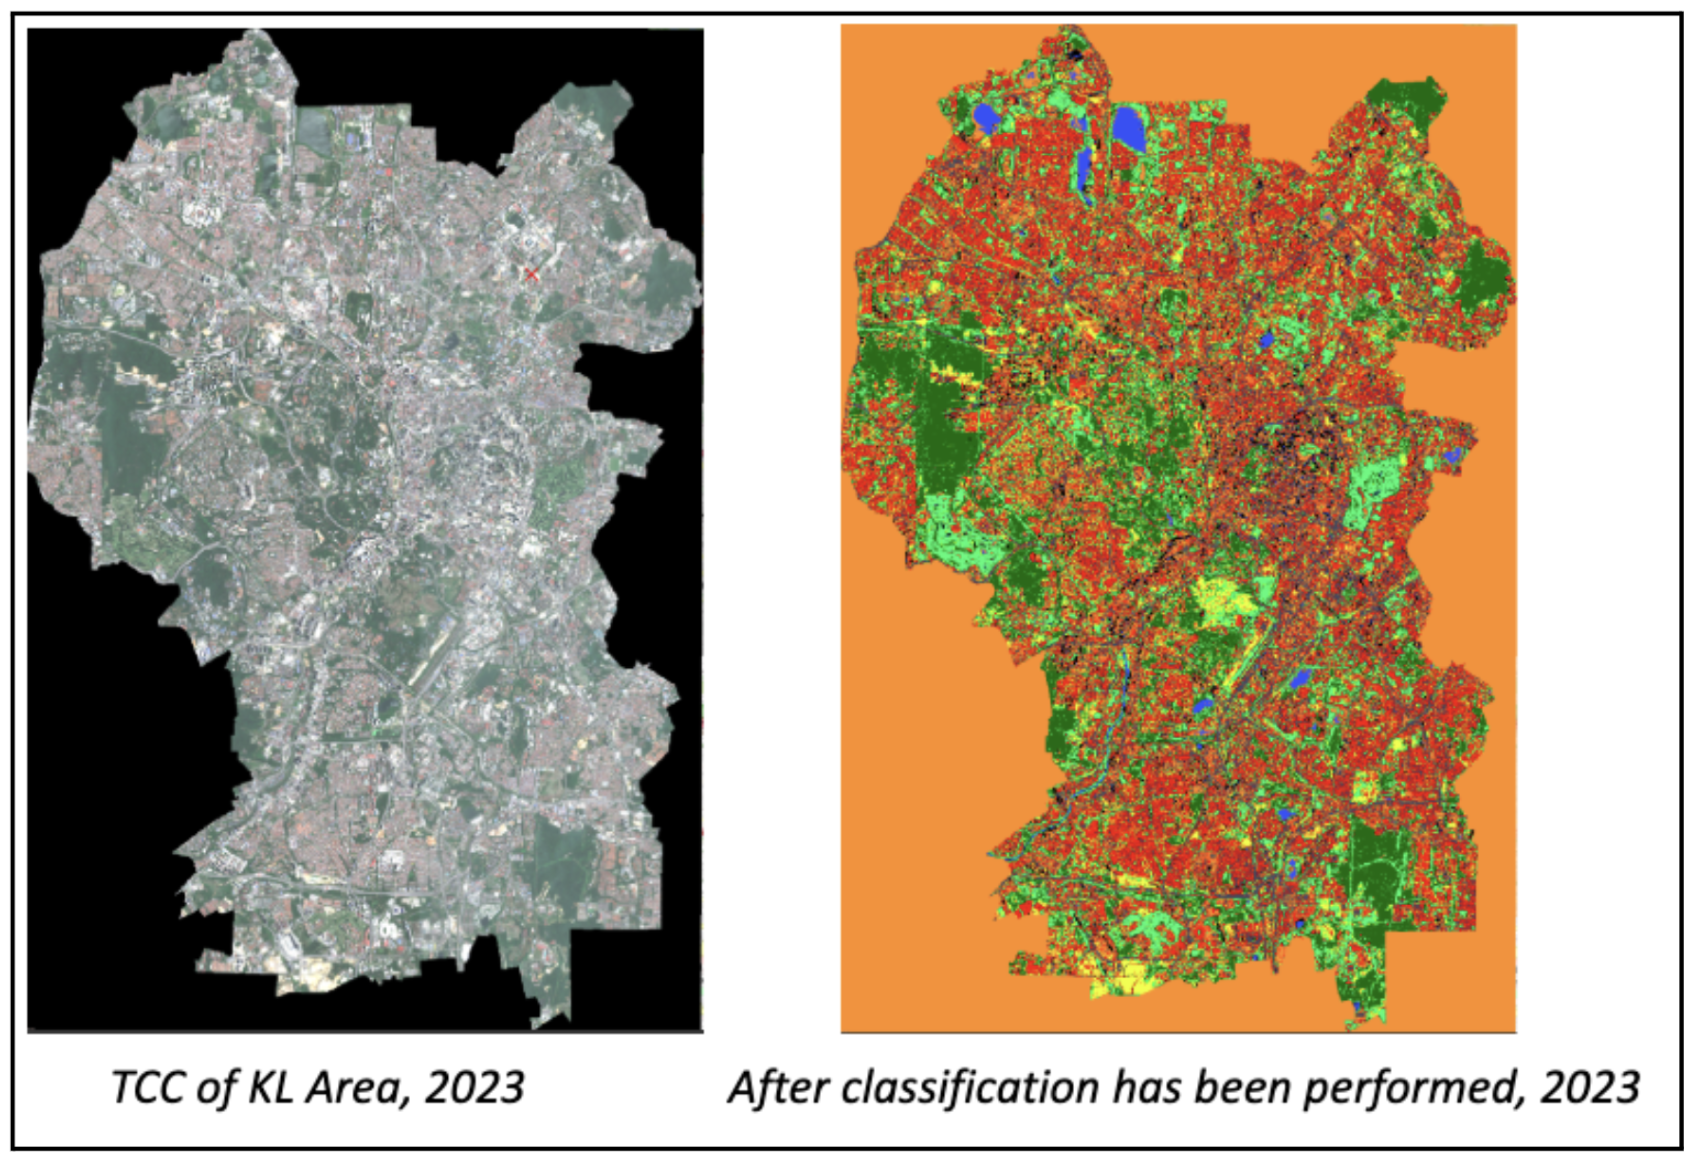 TCC of KL Area, 2023
After classification has been performed, 2023